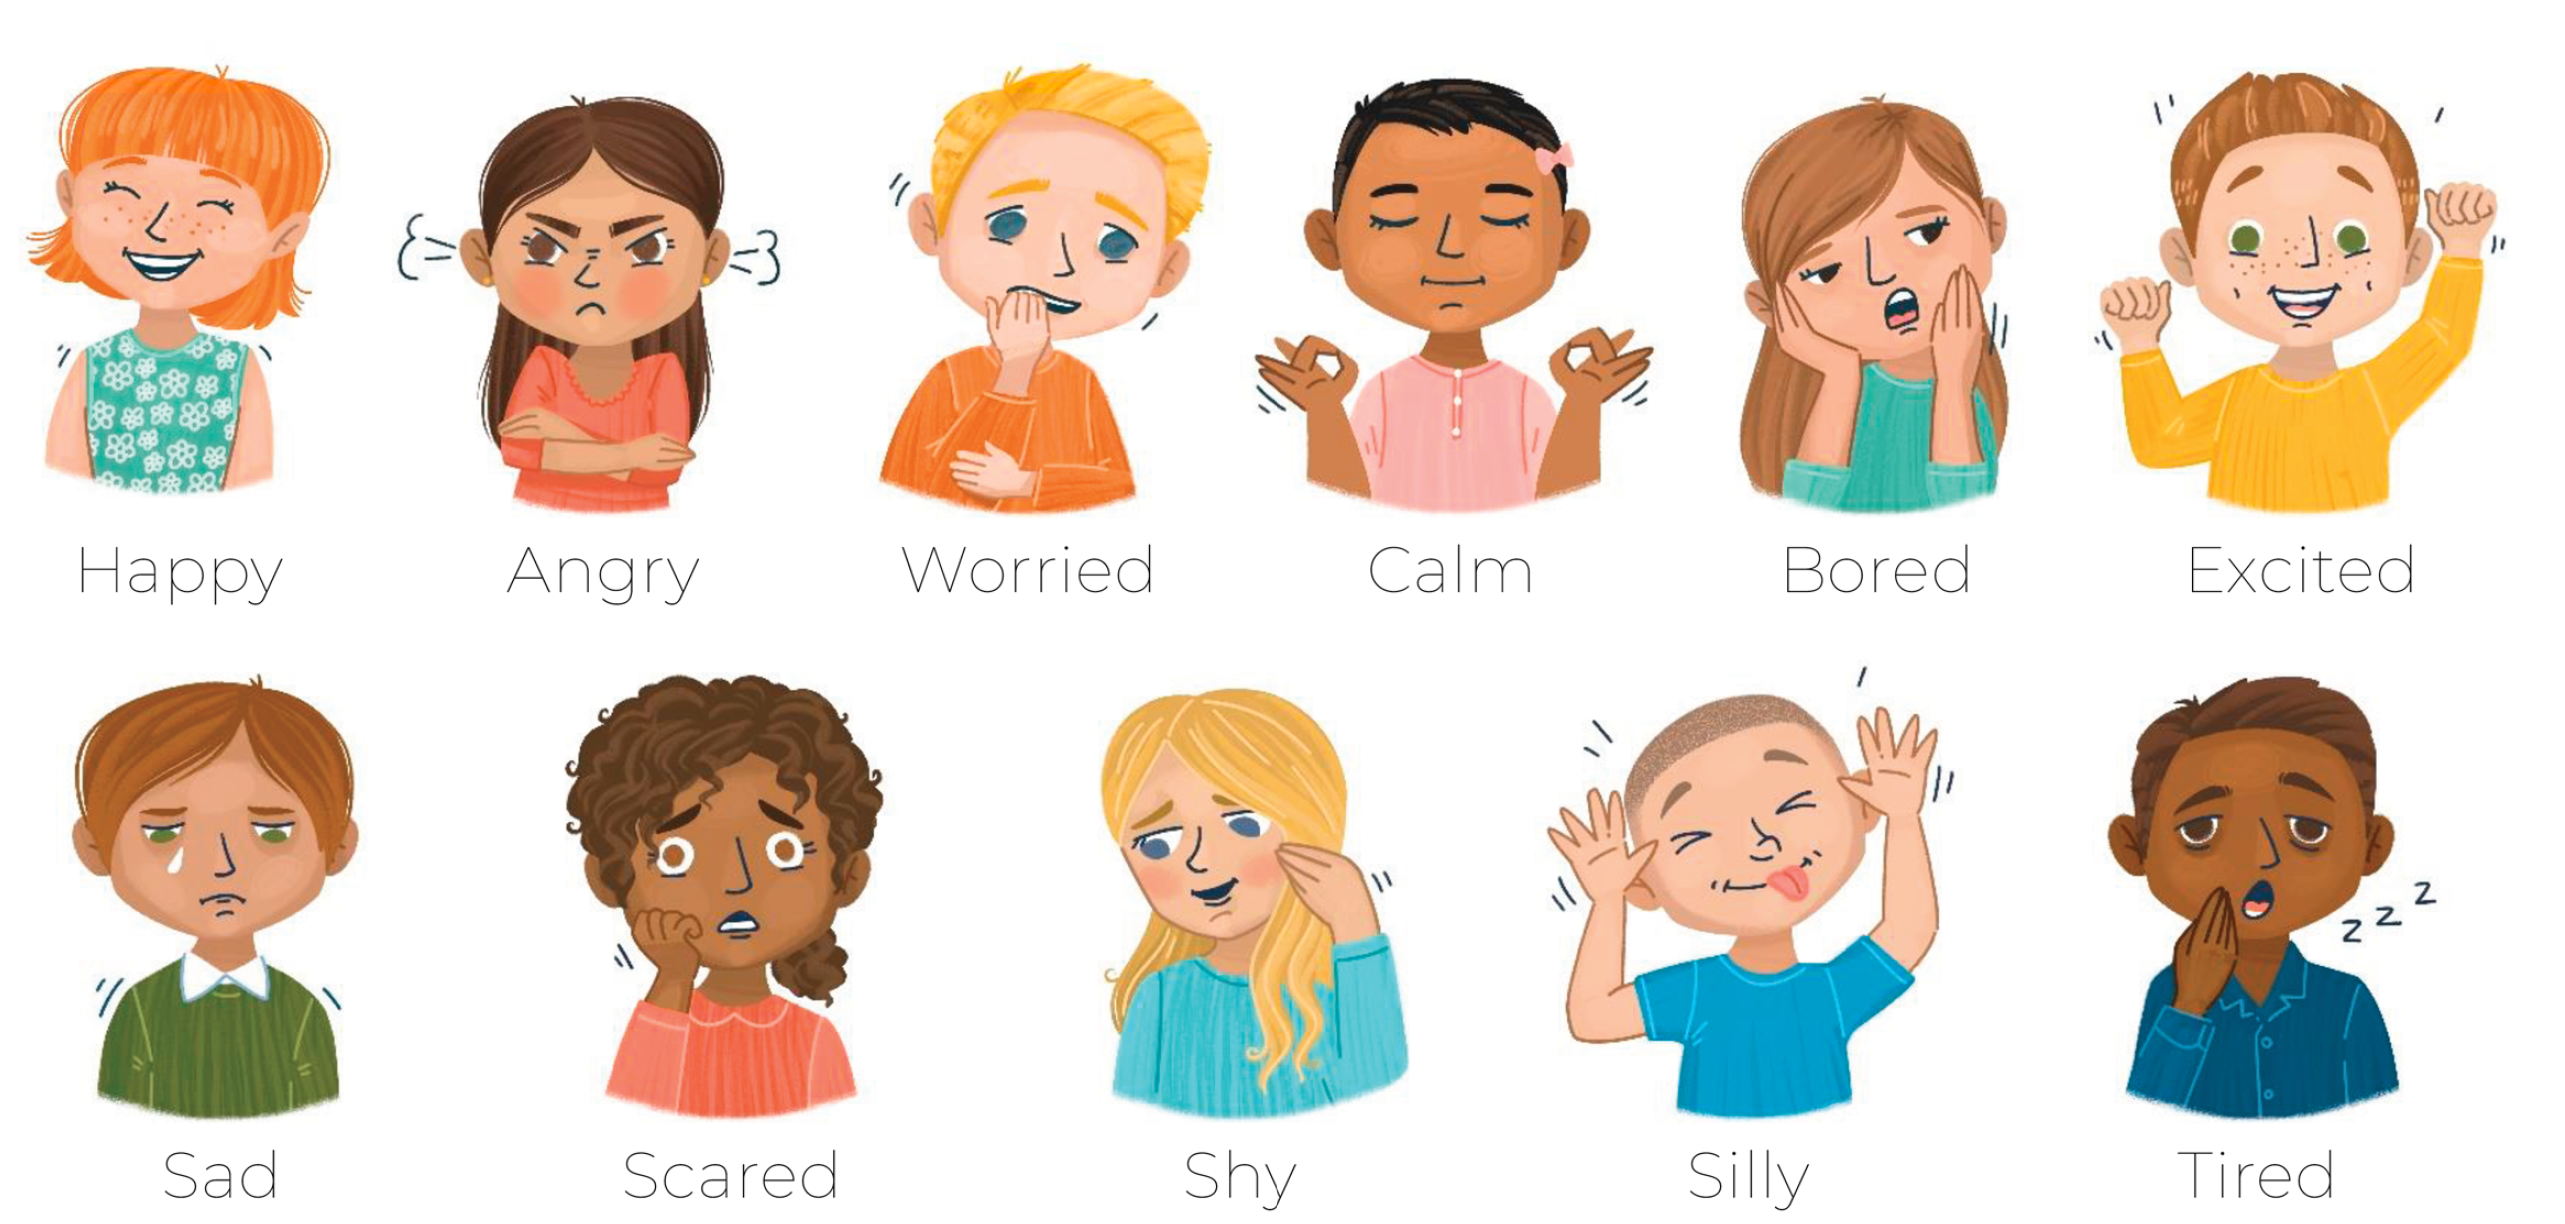 Happy
Angry
Worried
Calm
Bored
Excited
z z z
Sad
Scared
Shy
Silly
Tired